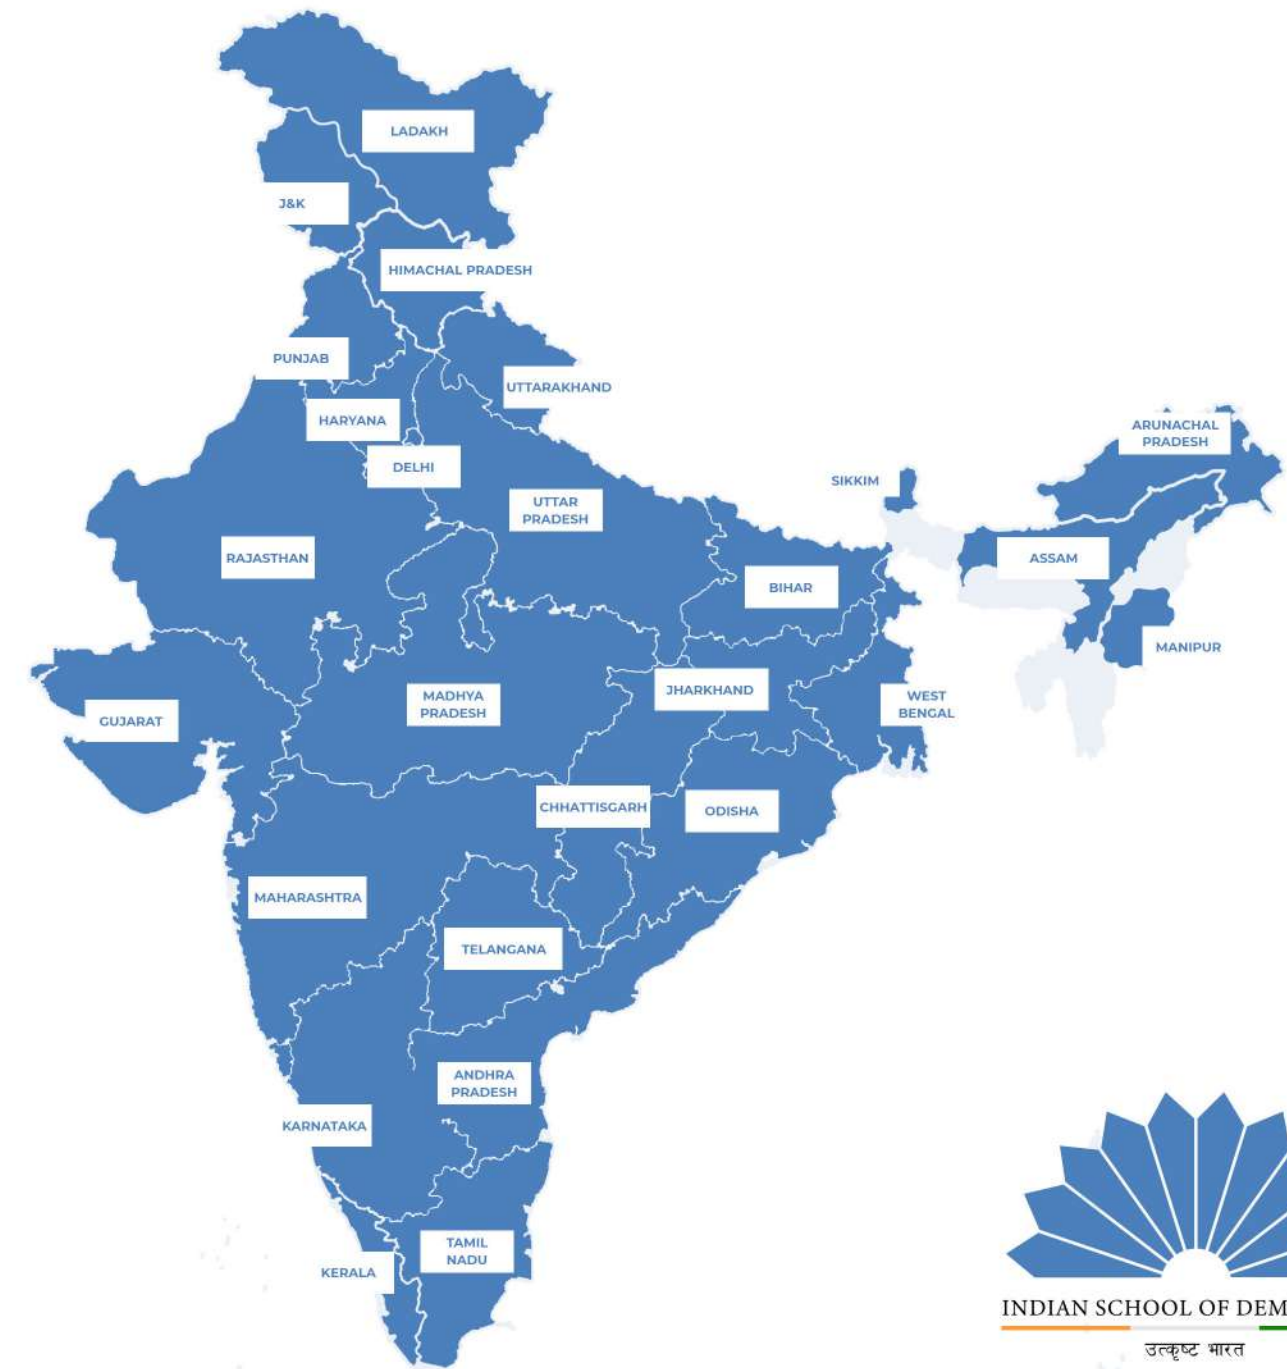 LADAKH
J&K
HIMACHAL PRADESH
PUNJAB
UTTARAKHAND
HARYANA
ARUNACHAL
PRADESH
DELHI
SIKKIM
UTTAR
PRADESH
RAJASTHAN
ASSAM
BIHAR
MANIPUR
JHARKHAND
MADHYA
PRADESH
WEST
BENGAL
GUJARAT
CHHATTISGARH
ODISHA
MAHARASHTRA
TELANGANA
ANDHRA
PRADESH
KARNATAKA
TAMIL
NADU
KERALA
INDIAN SCHOOL OF DEM
उत्कृष्ट भारत